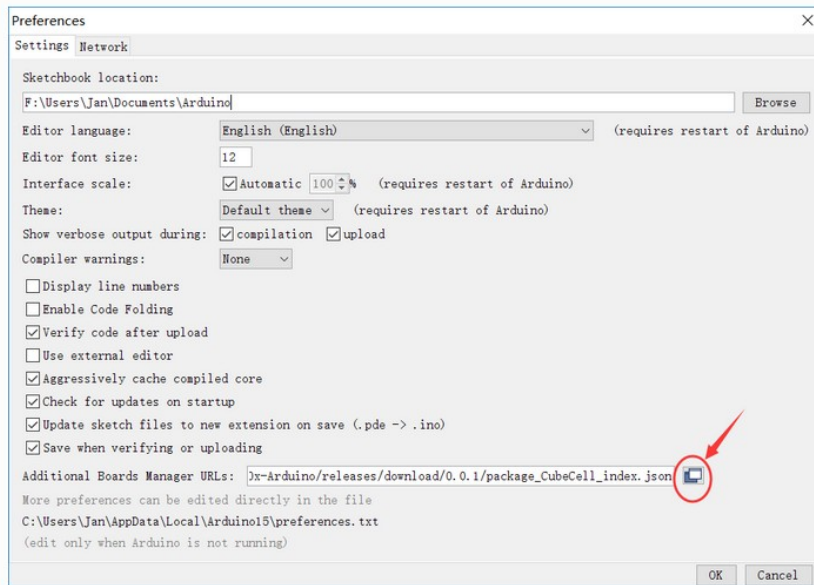 Preferences
Settings Network
Sketchbook location:
F:\Users\Jan\Documents\Arduino
Browse
Editor language: English (English) (requires restart of Arduino)
Editor font size: 12
Interface scale: Automatic 100 % (requires restart of Arduino)
Theme: Default theme (requires restart of Arduino)
Show verbose output during: compilation upload
Compiler warnings: None
Display line numbers
Enable Code Folding
Verify code after upload
Use external editor
Aggressively cache compiled core
Check for updates on startup
Update sketch files to new extension on save (.pde -> .ino)
Save when verifying or uploading
Additional Boards Manager URLs: x-Arduino/releases/download/0.0.1/package_CubeCell_index.json
More preferences can be edited directly in the file
C:\Users\Jan\AppData\Local\Arduino15\preferences.txt
(edit only when Arduino is not running)
OK Cancel